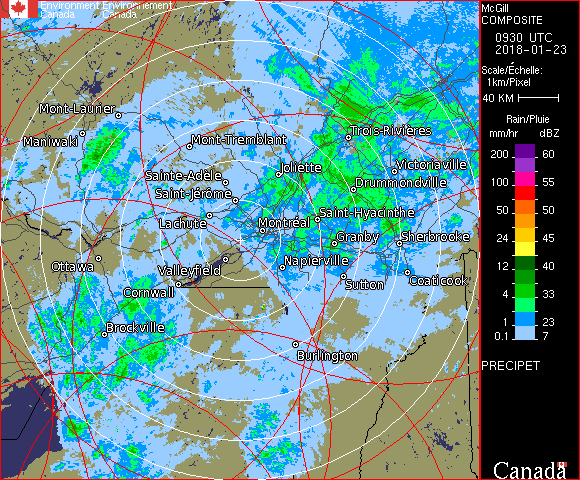 Environment Environnement
Canada Canada
McGill
COMPOSITE
0930 UTC
2018-01-23
Scale/Échelle:
1km/Pixel
40 KM
Rain/Pluie
mm/hr dBZ
200 60
100 55
50 50
24 45
12 40
4 33
1 23
0.1 7
PRECIPET
Canada
Mont-Laurier
Maniwaki
Mont-Tremblant
Trois-Rivières
Sainte-Adele
Joliette
Victoriaville
Saint-Jérôme
Drummondville
Lachute
Montréal
Saint-Hyacinthe
Granby
Sherbrooke
Ottawa
Valleyfield
Napierville
Cornwall
Sutton
Coaticook
Brockville
Burlington